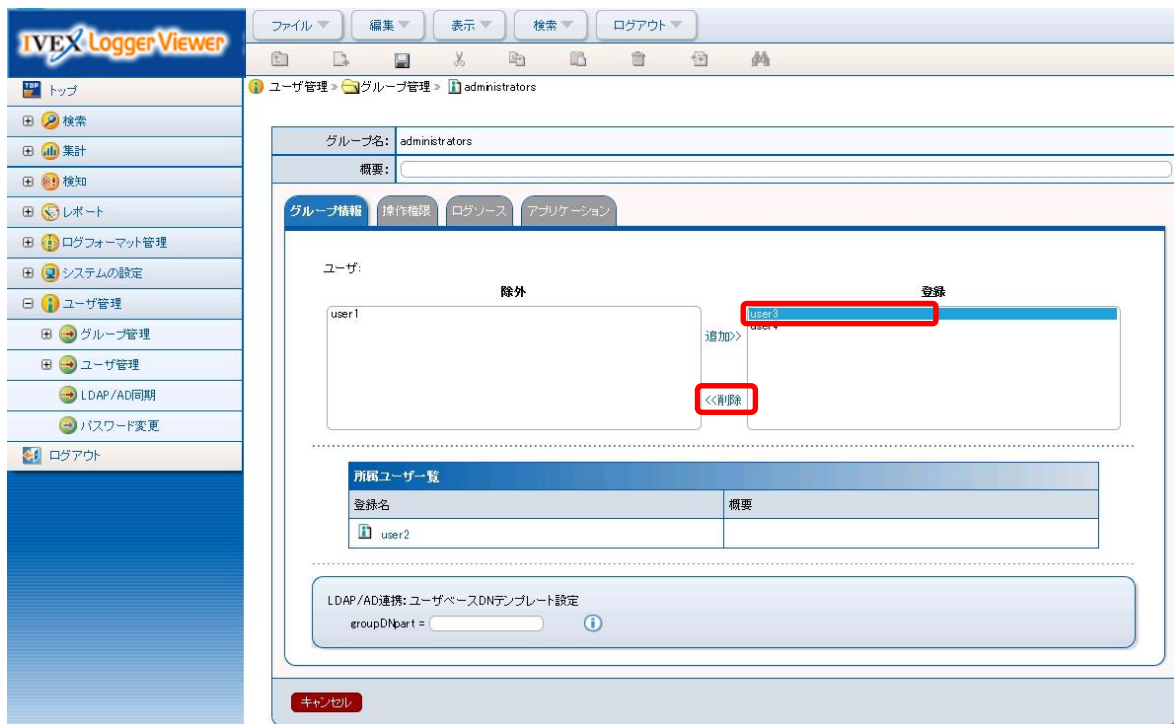 IVEX Logger Viewer
ファイル 編集 表示 検索 ログアウト
TOP トップ
検索
集計
検知
レポート
ログフォーマット管理
システムの設定
ユーザ管理
グループ管理
ユーザ管理
LDAP/AD同期
パスワード変更
ログアウト
ユーザ管理 » グループ管理 » administrators
グループ名: administrators
概要:
グループ情報 操作権限 ログソース アプリケーション
ユーザ:
除外 登録
user1
追加>>
<<削除
user3
user4
所属ユーザー覧
登録名 概要
user2
LDAP/AD連携: ユーザベースDNテンプレート設定
groupDNpart =
キャンセル